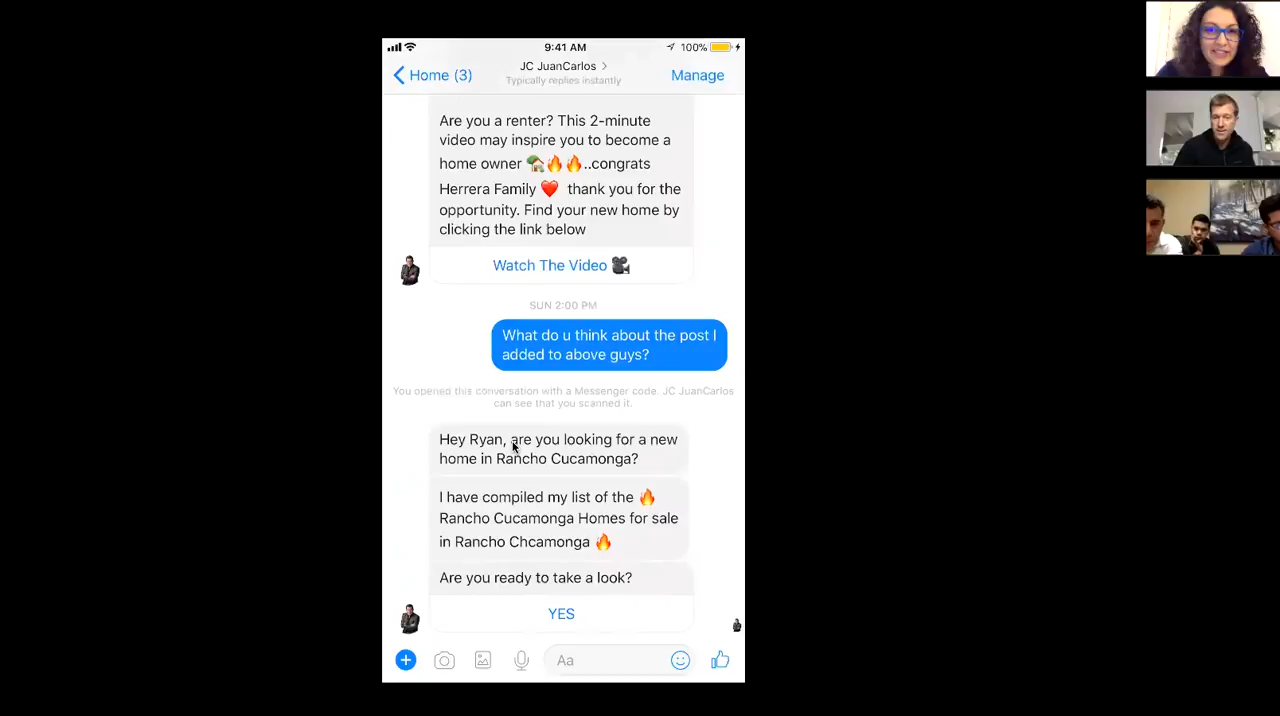 9:41 AM
100%
Home (3)
JC JuanCarlos
Typically replies instantly
Manage
Are you a renter? This 2-minute
video may inspire you to become a
home owner 🏡🔥🔥..congrats
Herrera Family ❤️ thank you for the
opportunity. Find your new home by
clicking the link below
Watch The Video 🎥
SUN 2:00 PM
What do u think about the post I
added to above guys?
You opened this conversation with a Messenger code. JC JuanCarlos
can see that you scanned it.
Hey Ryan, are you looking for a new
home in Rancho Cucamonga?
I have compiled my list of the 🔥
Rancho Cucamonga Homes for sale
in Rancho Chcamonga 🔥
Are you ready to take a look?
YES
Aa